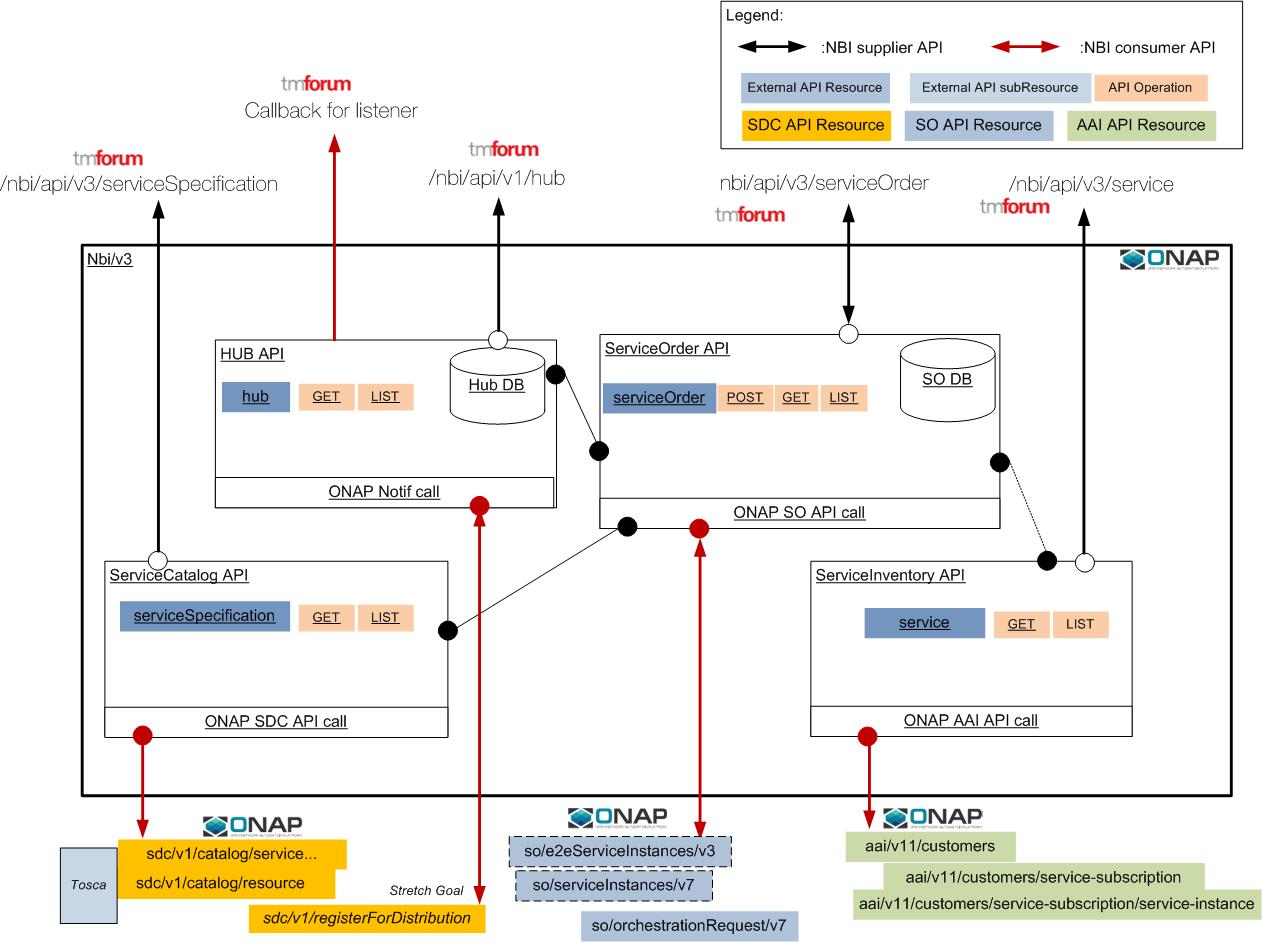 Legend:
:NBI supplier API
:NBI consumer API
External API Resource
External API subResource
API Operation
SDC API Resource
SO API Resource
AAI API Resource
tmforum
Callback for listener
tmforum
/nbi/api/v3/serviceSpecification
tmforum
/nbi/api/v1/hub
nbi/api/v3/serviceOrder
tmforum
/nbi/api/v3/service
tmforum
Nbi/v3
ONAP
HUB API
hub
GET
LIST
Hub DB
ONAP Notif call
ServiceOrder API
serviceOrder
POST
GET
LIST
SO DB
ONAP SO API call
ServiceCatalog API
serviceSpecification
GET
LIST
ONAP SDC API call
ServiceInventory API
service
GET
LIST
ONAP AAI API call
ONAP
Tosca
sdc/v1/catalog/service...
sdc/v1/catalog/resource
Stretch Goal
sdc/v1/registerForDistribution
ONAP
so/e2eServiceInstances/v3
so/serviceInstances/v7
so/orchestrationRequest/v7
ONAP
aai/v11/customers
aai/v11/customers/service-subscription
aai/v11/customers/service-subscription/service-instance